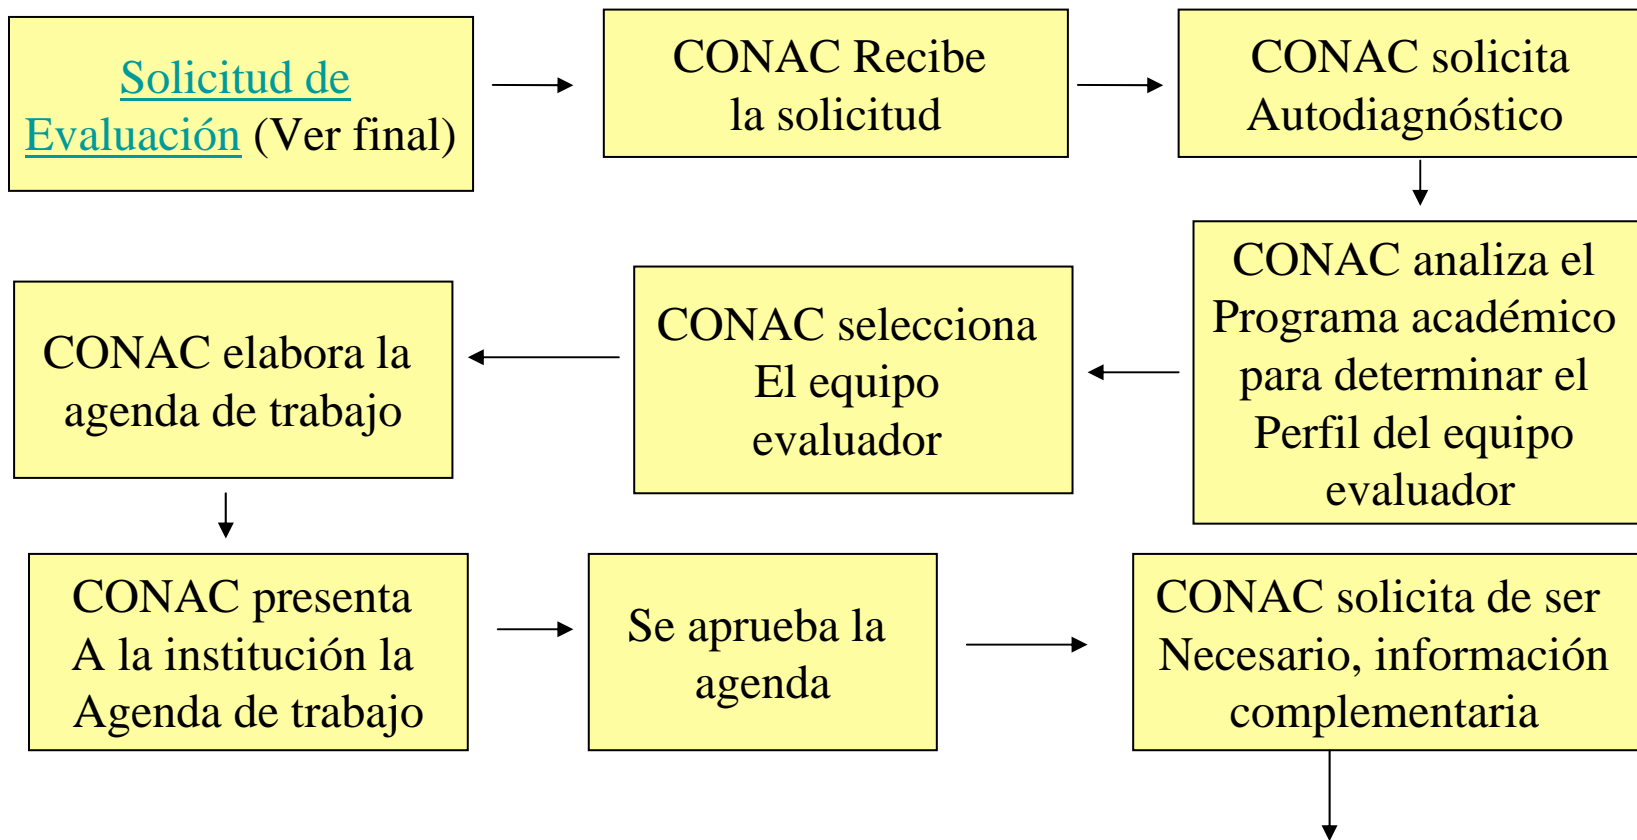 Solicitud de
Evaluación (Ver final)
CONAC Recibe
la solicitud
CONAC solicita
Autodiagnóstico
CONAC analiza el
Programa académico
para determinar el
Perfil del equipo
evaluador
CONAC selecciona
El equipo
evaluador
CONAC elabora la
agenda de trabajo
CONAC presenta
A la institución la
Agenda de trabajo
Se aprueba la
agenda
CONAC solicita de ser
Necesario, información
complementaria